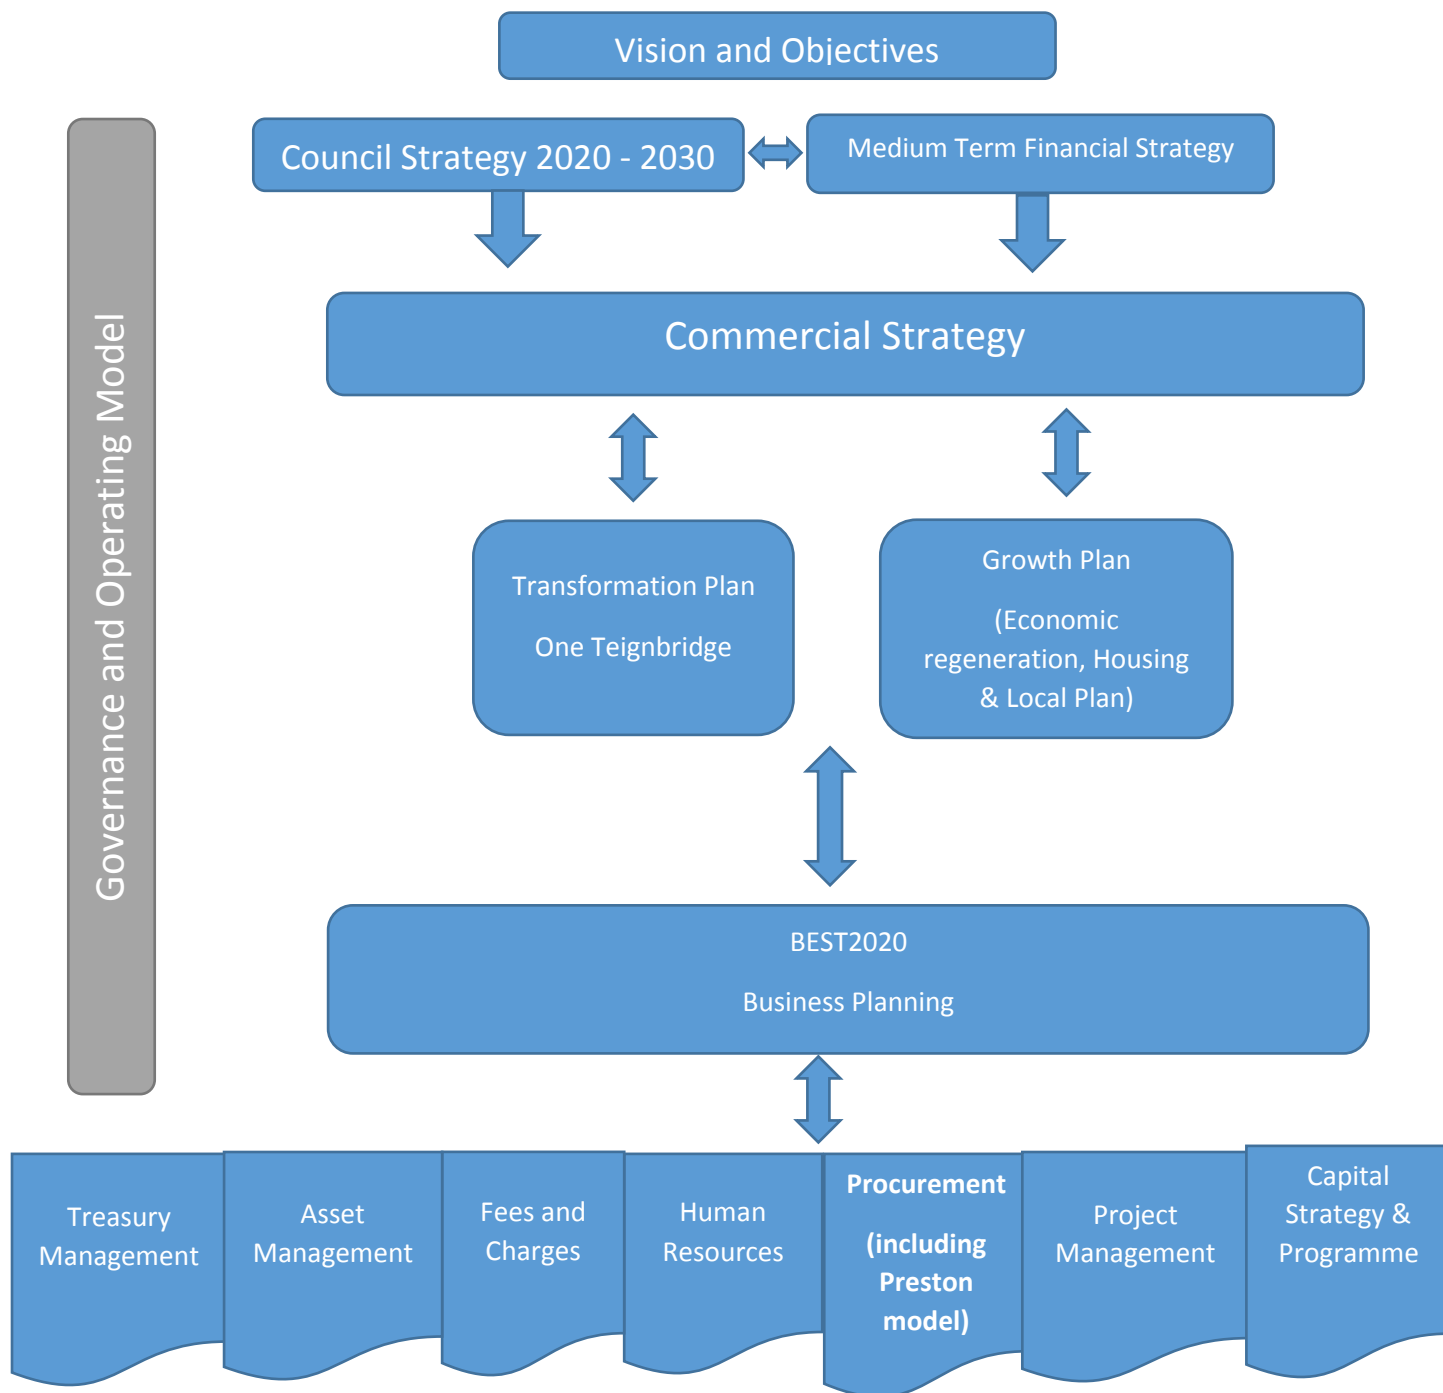 Vision and Objectives
Council Strategy 2020 - 2030
Medium Term Financial Strategy
Governance and Operating Model
Commercial Strategy
Transformation Plan
One Teignbridge
Growth Plan
(Economic
regeneration, Housing
& Local Plan)
BEST2020
Business Planning
Treasury
Management
Asset
Management
Fees and
Charges
Human
Resources
Procurement
(including
Preston
model)
Project
Management
Capital
Strategy &
Programme